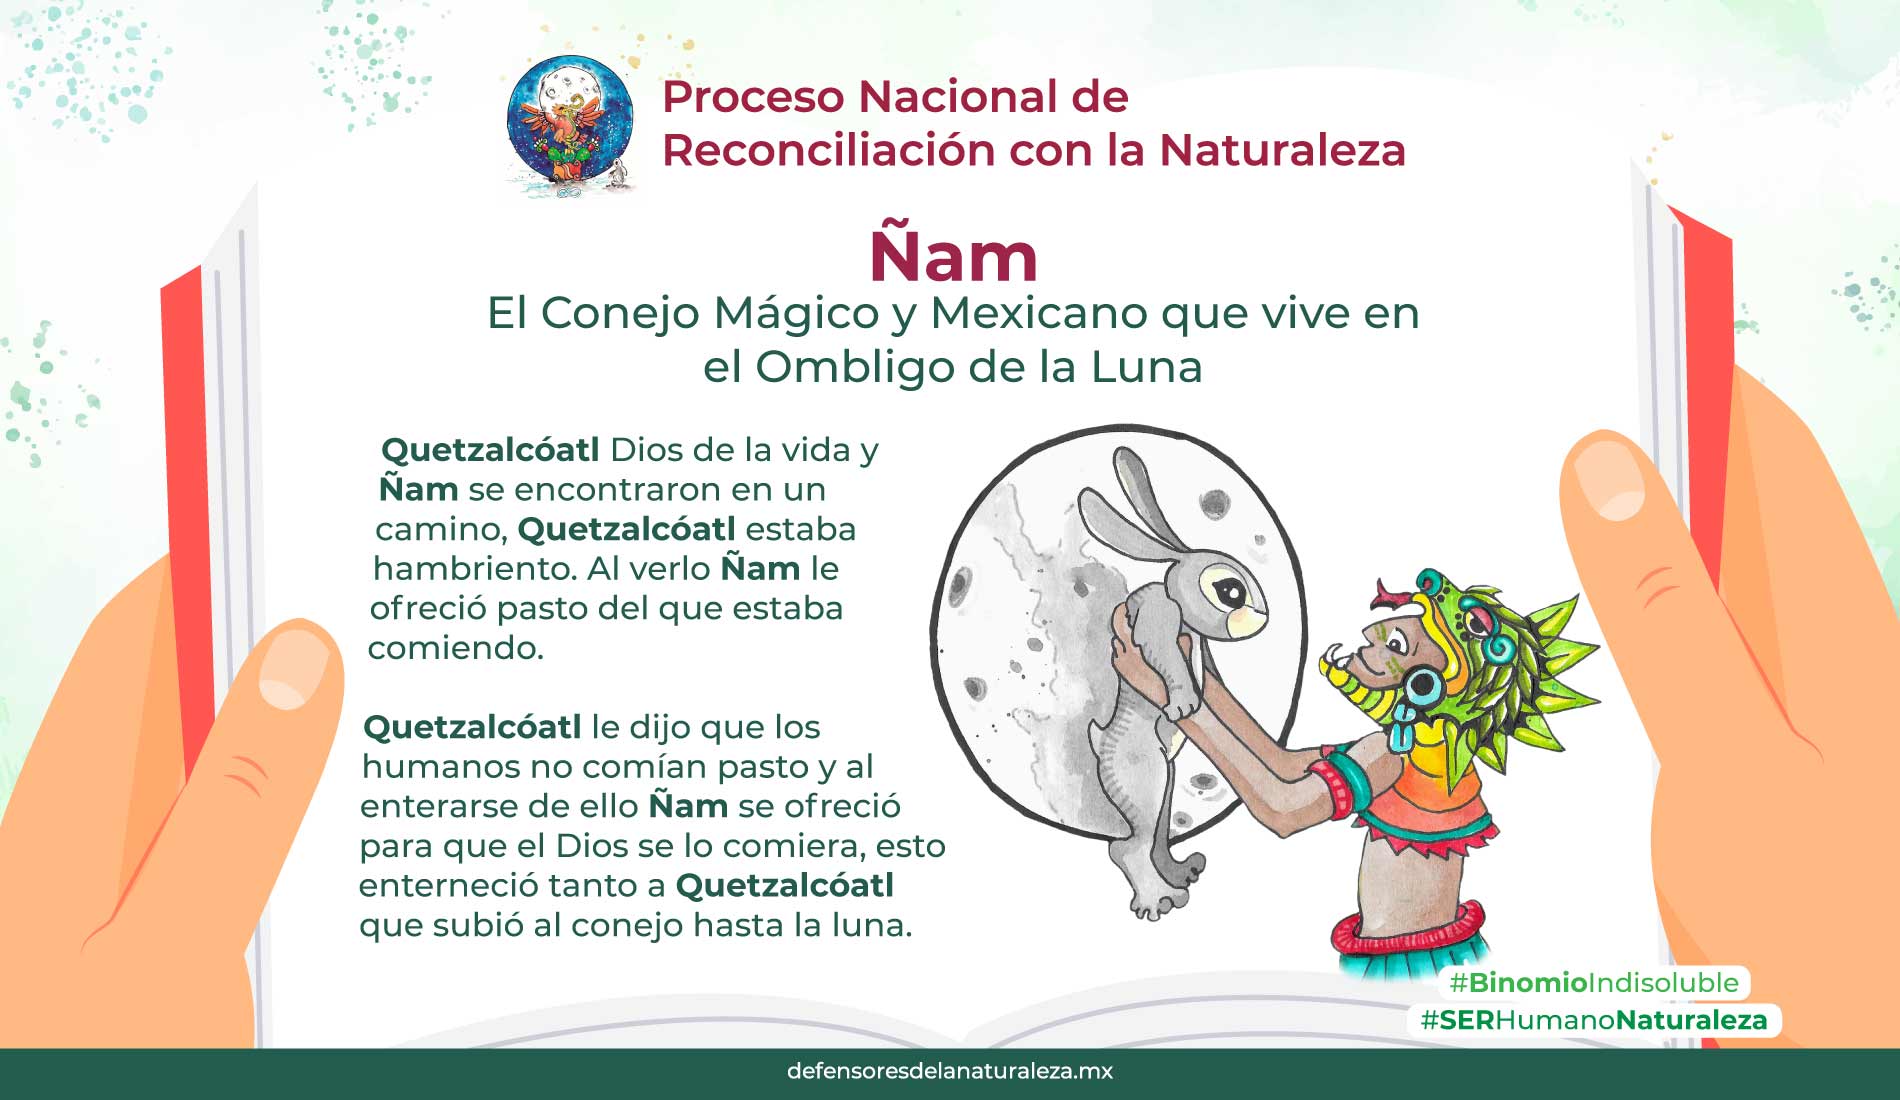 Proceso Nacional de
Reconciliación con la Naturaleza
Ñam
El Conejo Mágico y Mexicano que vive en
el Ombligo de la Luna
Quetzalcóatl Dios de la vida y
Ñam se encontraron en un
camino, Quetzalcóatl estaba
hambriento. Al verlo Ñam le
ofreció pasto del que estaba
comiendo.
Quetzalcóatl le dijo que los
humanos no comían pasto y al
enterarse de ello Ñam se ofreció
para que el Dios se lo comiera, esto
enterneció tanto a Quetzalcóatl
que subió al conejo hasta la luna.
#BinomioIndisoluble
#SERHumanoNaturaleza
defensoresdelanaturaleza.mx